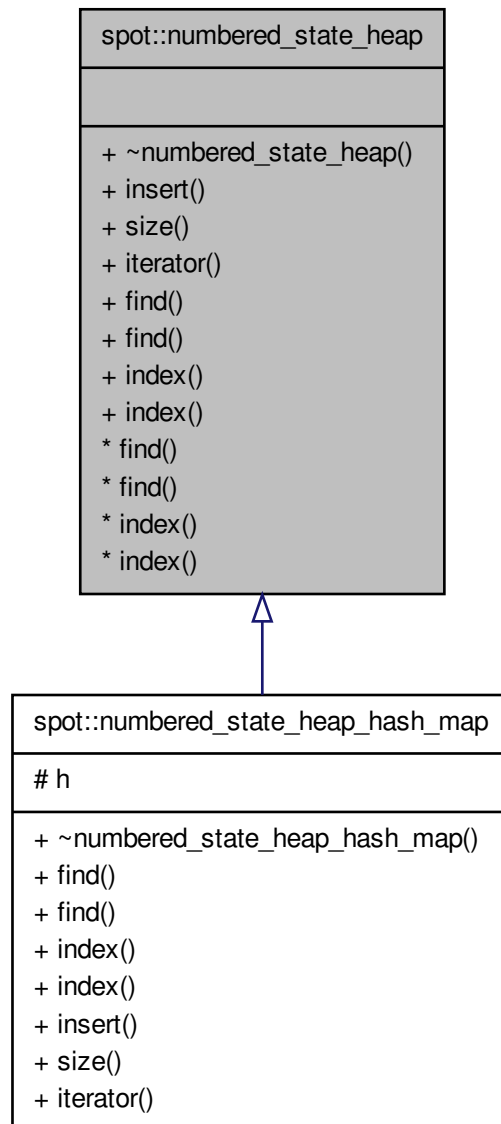 spot::numbered_state_heap
+ ~numbered_state_heap()
+ insert()
+ size()
+ iterator()
+ find()
+ find()
+ index()
+ index()
* find()
* find()
* index()
* index()
spot::numbered_state_heap_hash_map
# h
+ ~numbered_state_heap_hash_map()
+ find()
+ find()
+ index()
+ index()
+ insert()
+ size()
+ iterator()